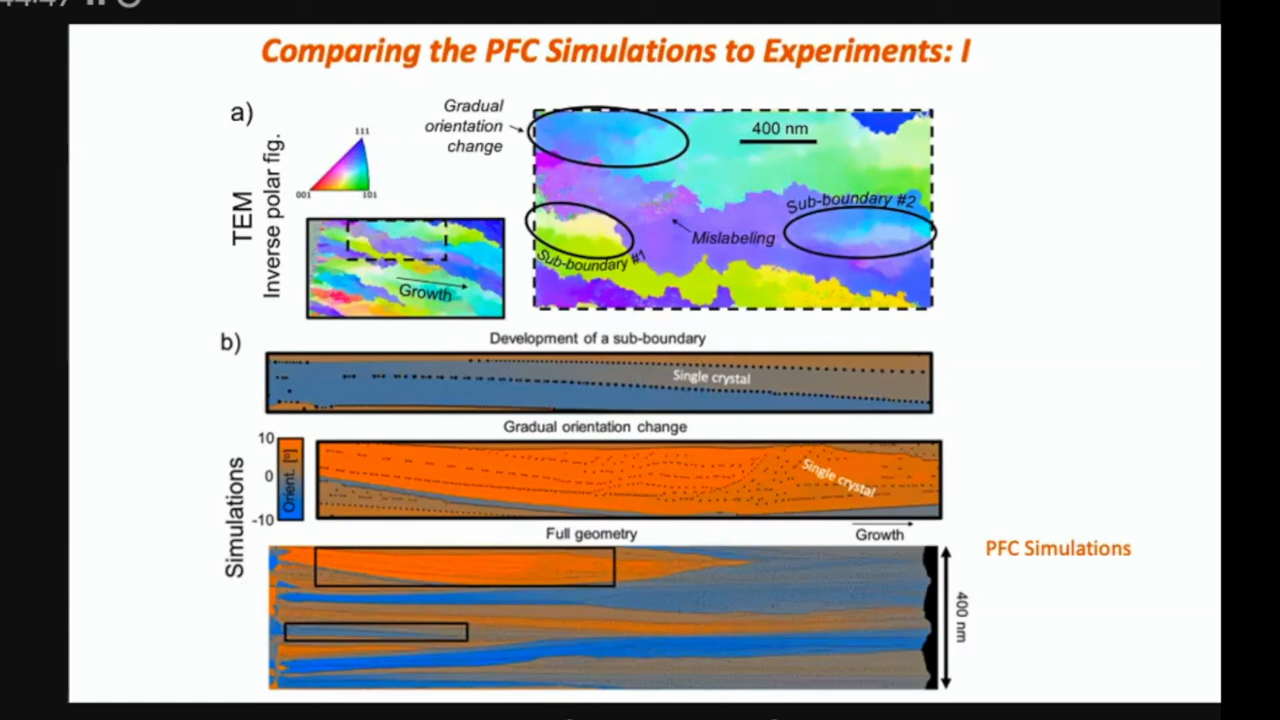 Comparing the PFC Simulations to Experiments: I
a)
TEM
Inverse polar fig.
111
001
101
Growth
Gradual
orientation
change
400 nm
Sub-boundary #2
Mislabeling
Sub-boundary #1
b)
Simulations
Development of a sub-boundary
Single crystal
Gradual orientation change
10
0
-10
Orient. [º]
Single crystal
Full geometry
Growth
400 nm
PFC Simulations